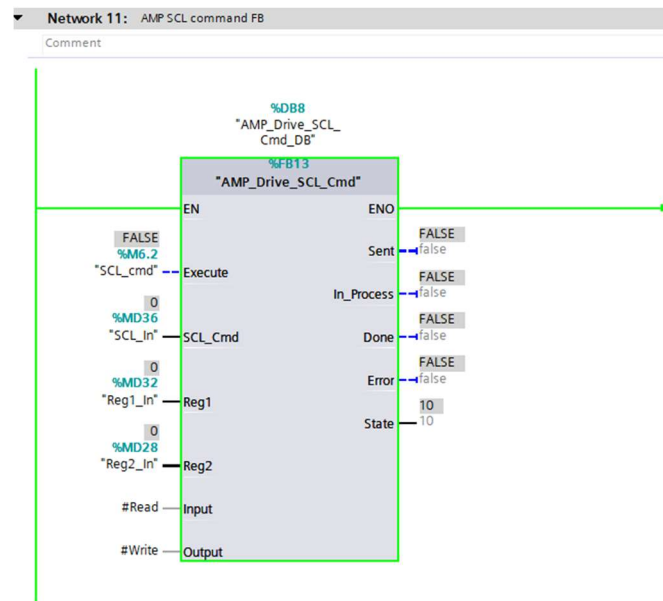 Network 11: AMP SCL command FB
Comment
%DB8
"AMP_Drive_SCL_
Cmd_DB"
%FB13
"AMP_Drive_SCL_Cmd"
EN ENO
FALSE
%M6.2
"SCL_cmd" Execute
0
%MD36
"SCL_In" SCL_Cmd
0
%MD32
"Reg1_In" Reg1
0
%MD28
"Reg2_In" Reg2
#Read Input
#Write Output
FALSE
Sent false
FALSE
In_Process false
FALSE
Done false
FALSE
Error false
10
State 10